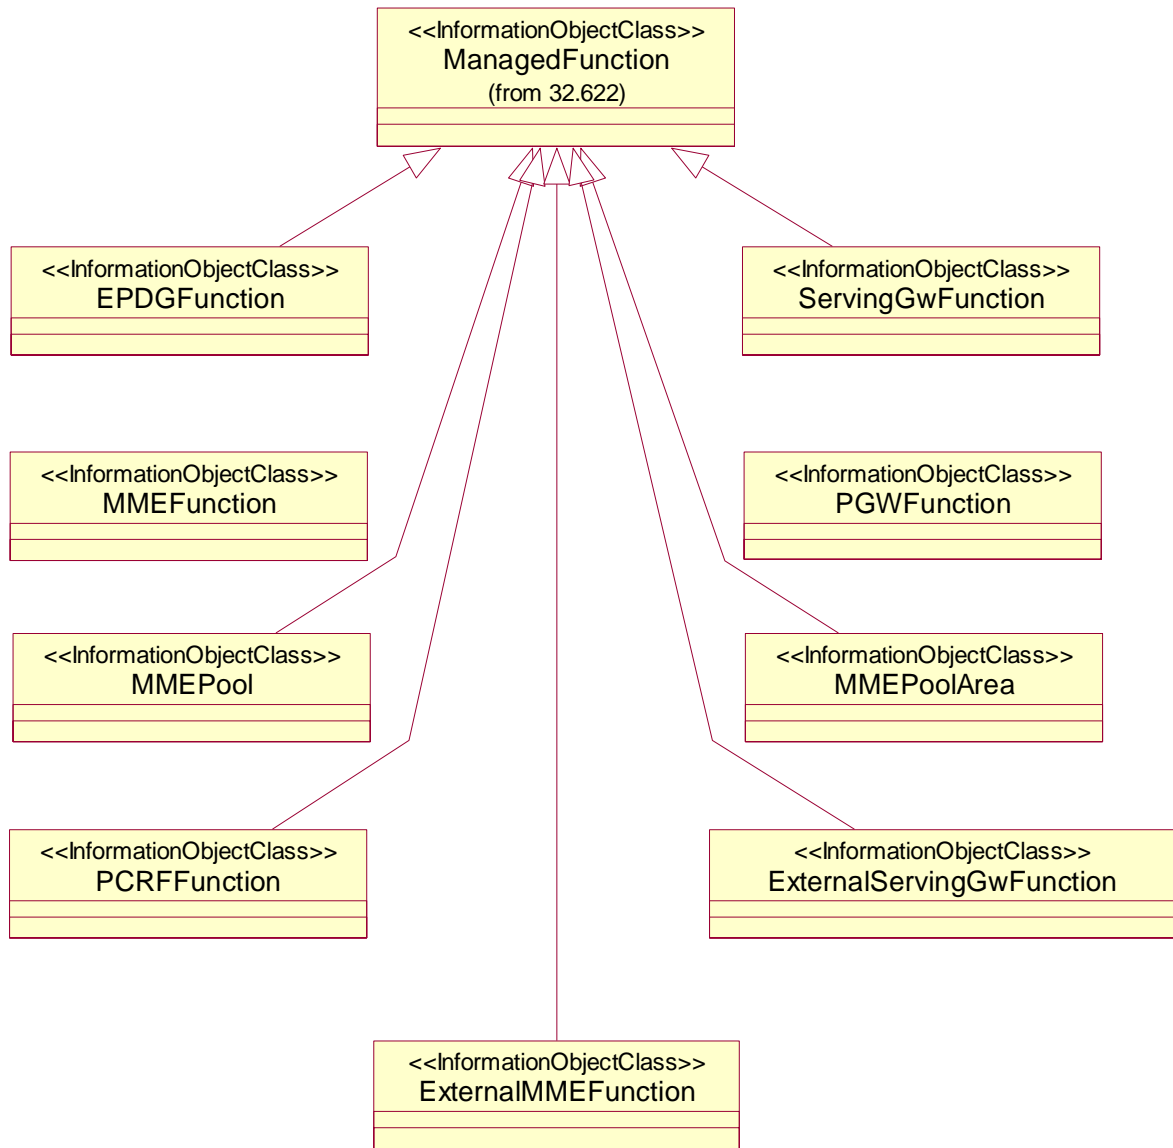 <<InformationObjectClass>>
ManagedFunction
(from 32.622)
<<InformationObjectClass>>
EPDGFunction
<<InformationObjectClass>>
ServingGwFunction
<<InformationObjectClass>>
MMEFunction
<<InformationObjectClass>>
PGWFunction
<<InformationObjectClass>>
MMEPool
<<InformationObjectClass>>
MMEPoolArea
<<InformationObjectClass>>
PCRFFunction
<<InformationObjectClass>>
ExternalServingGwFunction
<<InformationObjectClass>>
ExternalMMEFunction